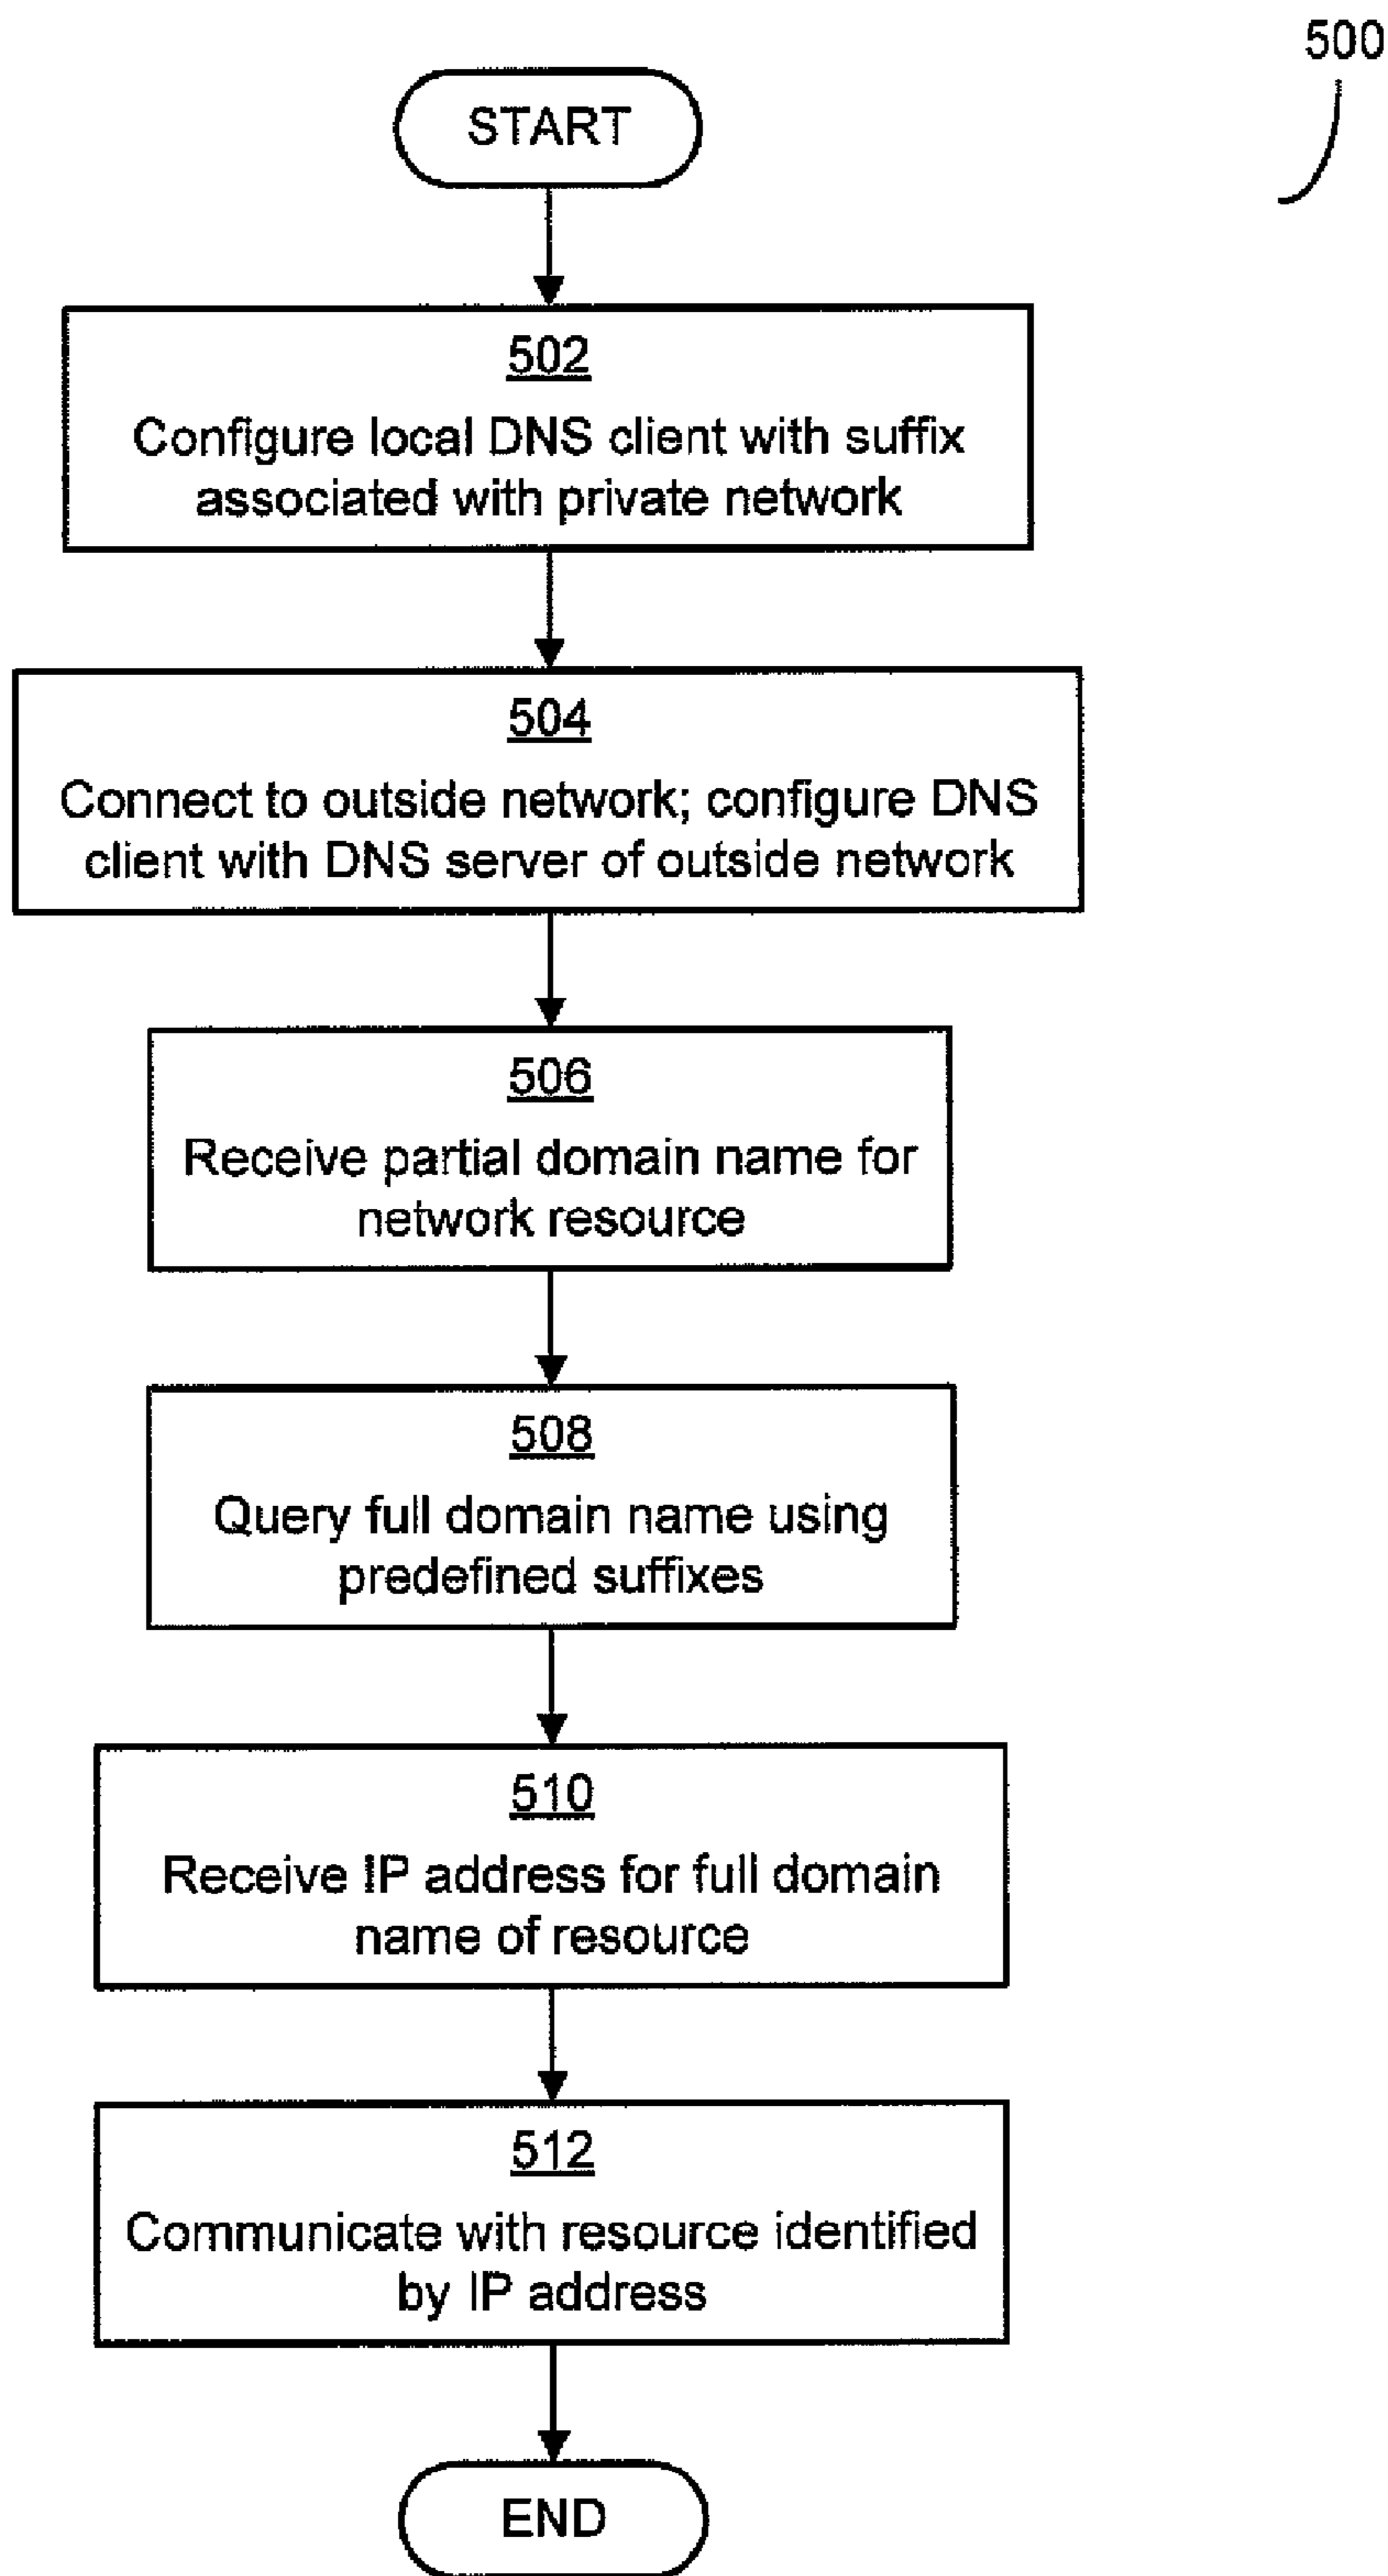 500
START
502
Configure local DNS client with suffix
associated with private network
504
Connect to outside network; configure DNS
client with DNS server of outside network
506
Receive partial domain name for
network resource
508
Query full domain name using
predefined suffixes
510
Receive IP address for full domain
name of resource
512
Communicate with resource identified
by IP address
END